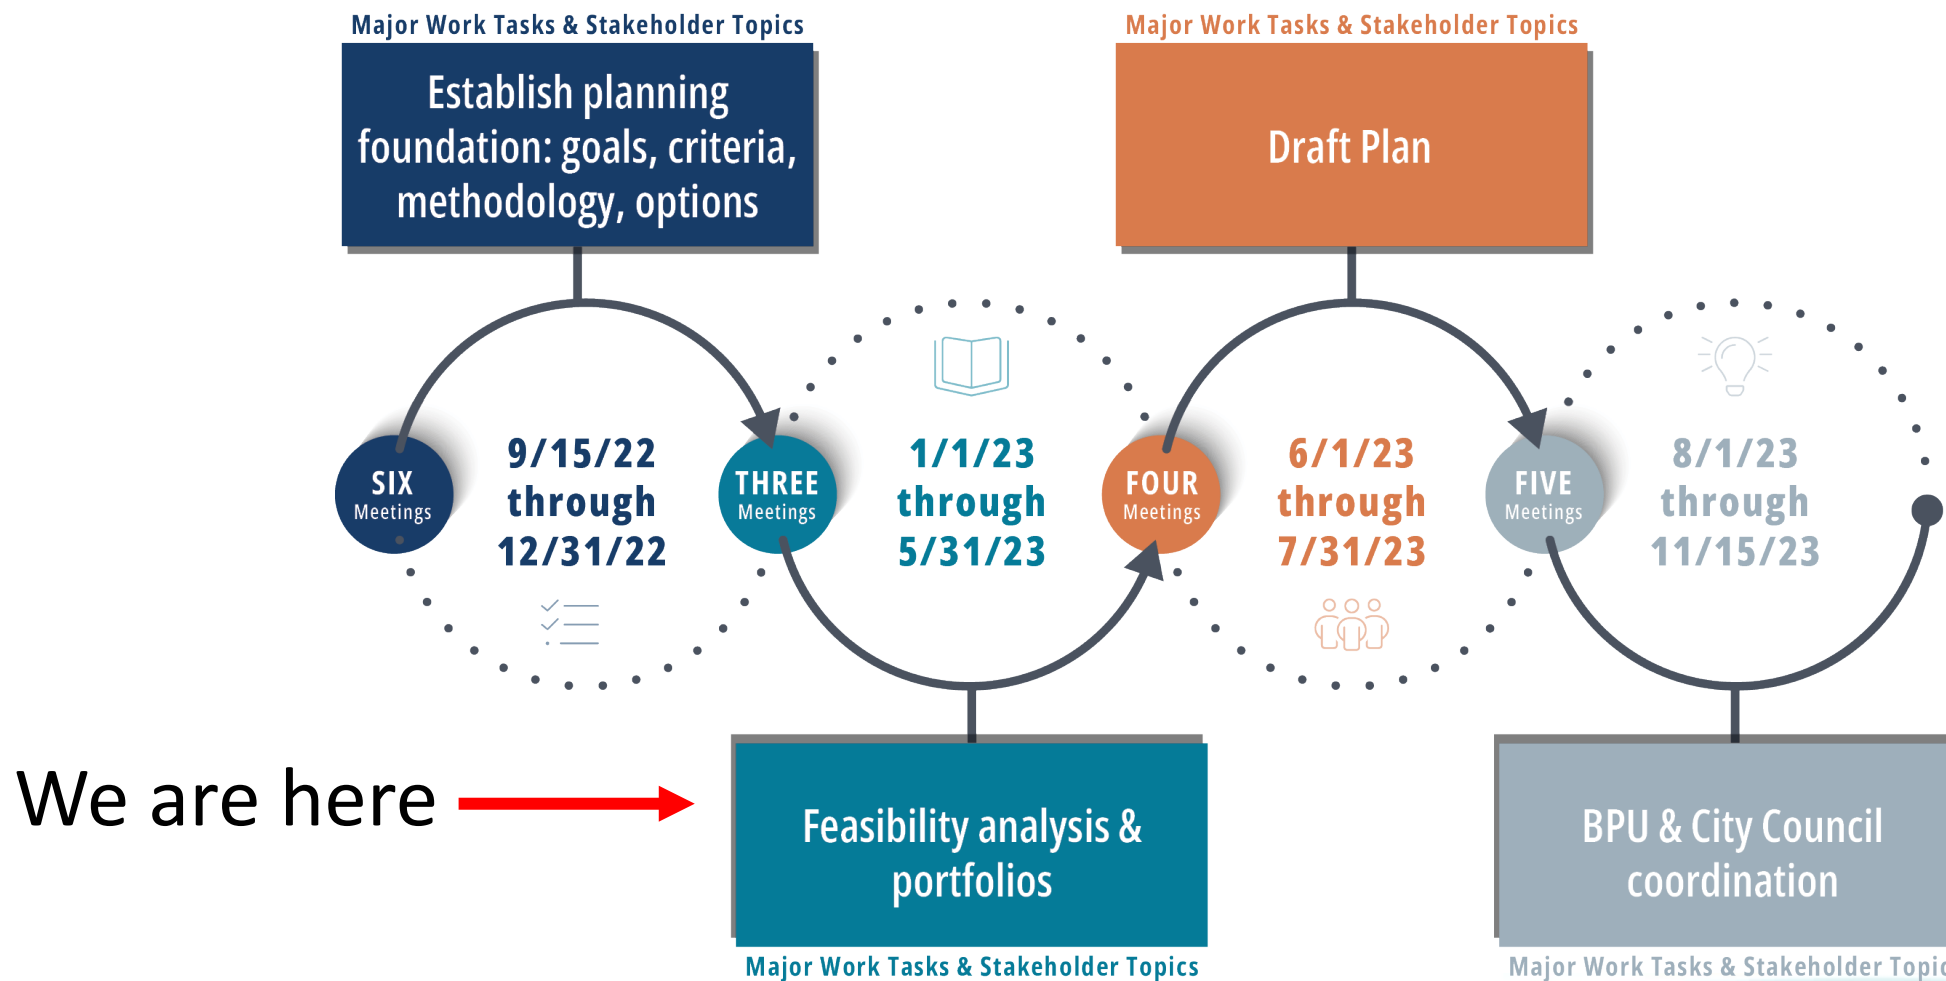 Major Work Tasks & Stakeholder Topics
Establish planning
foundation: goals, criteria,
methodology, options
Major Work Tasks & Stakeholder Topics
Draft Plan
SIX
Meetings
9/15/22
through
12/31/22
THREE
Meetings
1/1/23
through
5/31/23
FOUR
Meetings
6/1/23
through
7/31/23
FIVE
Meetings
8/1/23
through
11/15/23
We are here
Feasibility analysis &
portfolios
Major Work Tasks & Stakeholder Topics
BPU & City Council
coordination
Major Work Tasks & Stakeholder Topic